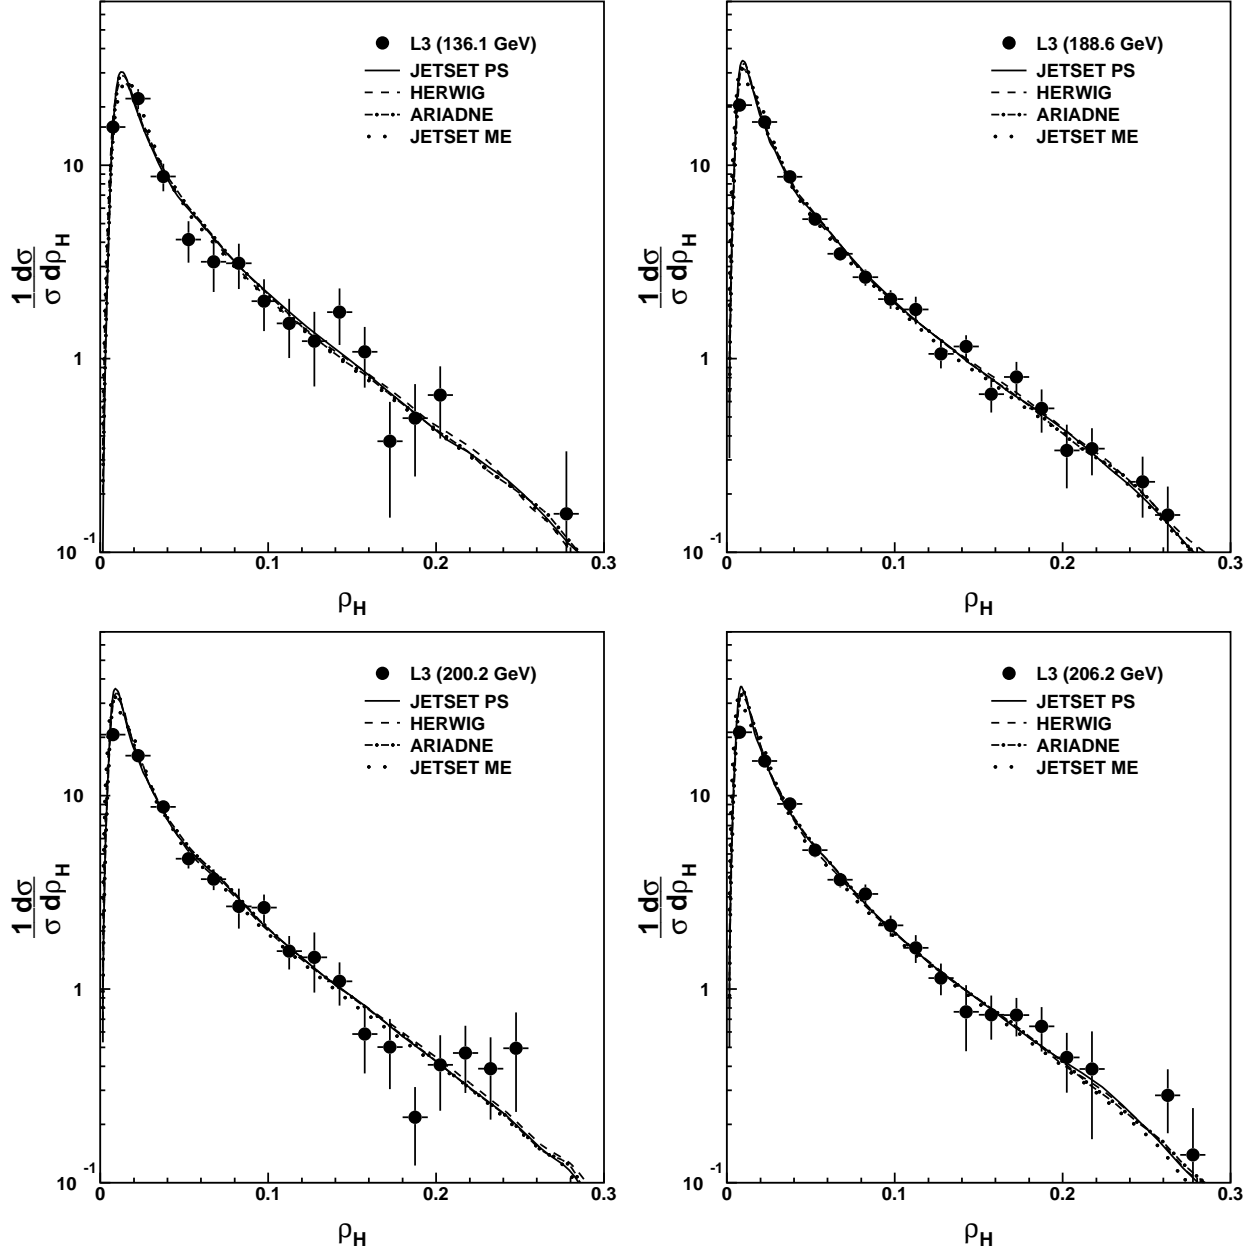 L3 (136.1 GeV)
JETSET PS
HERWIG
ARIADNE
JETSET ME
10
1
10 -1
0
0.1
0.2
0.3
ρH
1 dσ
σ dρH
L3 (188.6 GeV)
JETSET PS
HERWIG
ARIADNE
JETSET ME
10
1
10 -1
0
0.1
0.2
0.3
ρH
1 dσ
σ dρH
L3 (200.2 GeV)
JETSET PS
HERWIG
ARIADNE
JETSET ME
10
1
10 -1
0
0.1
0.2
0.3
ρH
1 dσ
σ dρH
L3 (206.2 GeV)
JETSET PS
HERWIG
ARIADNE
JETSET ME
10
1
10 -1
0
0.1
0.2
0.3
ρH
1 dσ
σ dρH